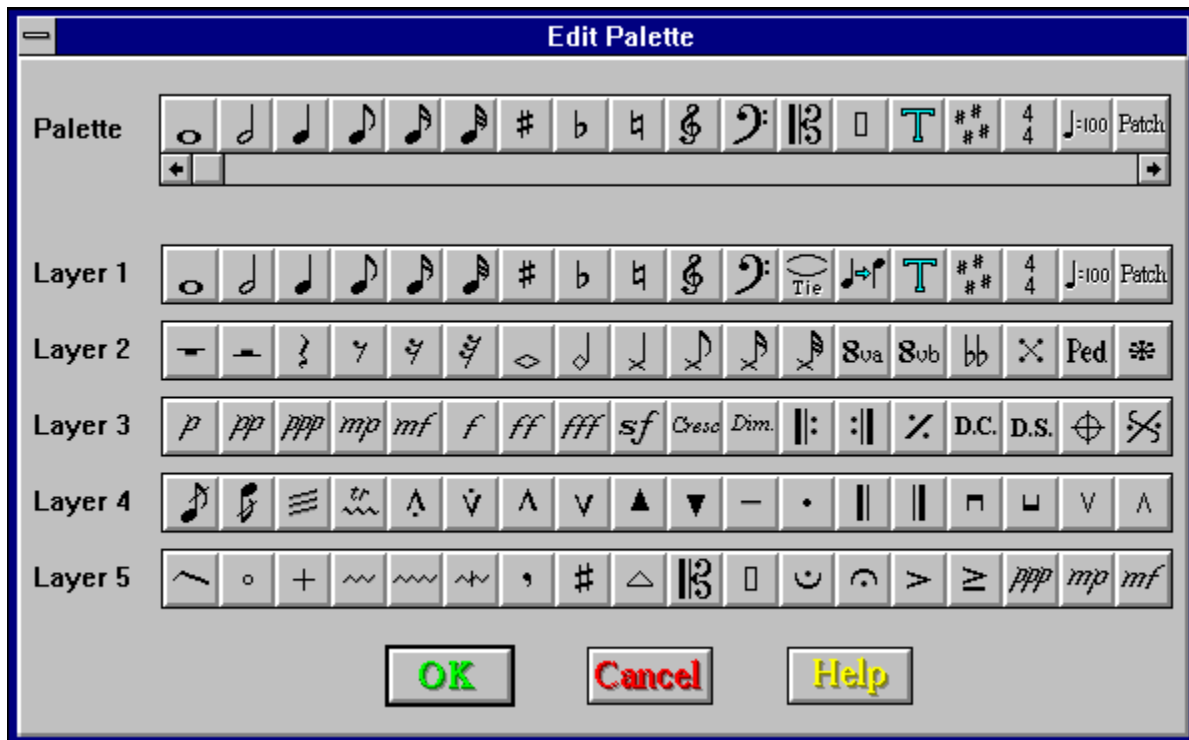 Edit Palette
Palette
T 4 4 =100 Patch
Layer 1
Tie T 4 4 =100 Patch
Layer 2
8va 8vb Ped
Layer 3
p pp ppp mp mf f ff fff sf Cresc Dim. D.C. D.S.
Layer 4
tr
Layer 5
ppp mp mf
OK Cancel Help